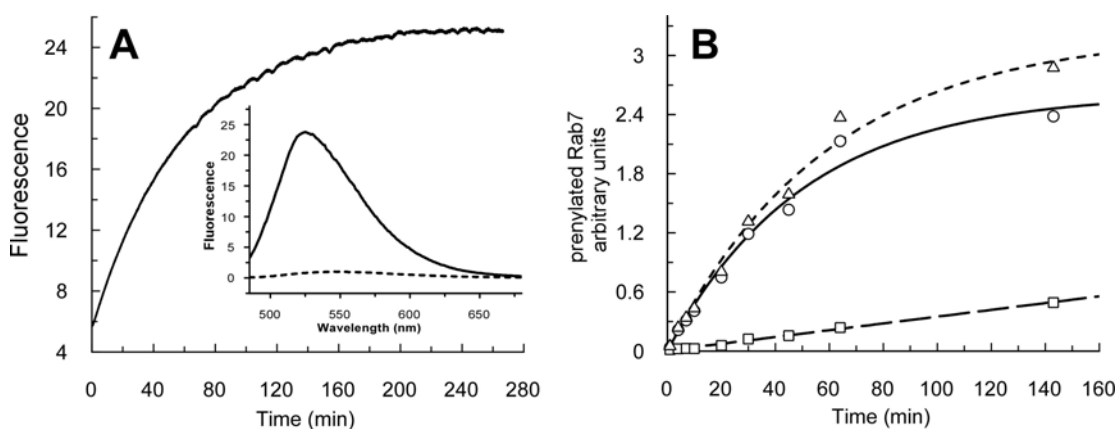 A
Fluorescence
24
20
16
12
8
4
0 40 80 120 160 200 240 280
Time (min)
Fluorescence
25
20
15
10
5
0
500 550 600 650
Wavelength (nm)
B
prenylated Rab7
arbitrary units
3
2.4
1.8
1.2
0.6
0
0 20 40 60 80 100 120 140 160
Time (min)